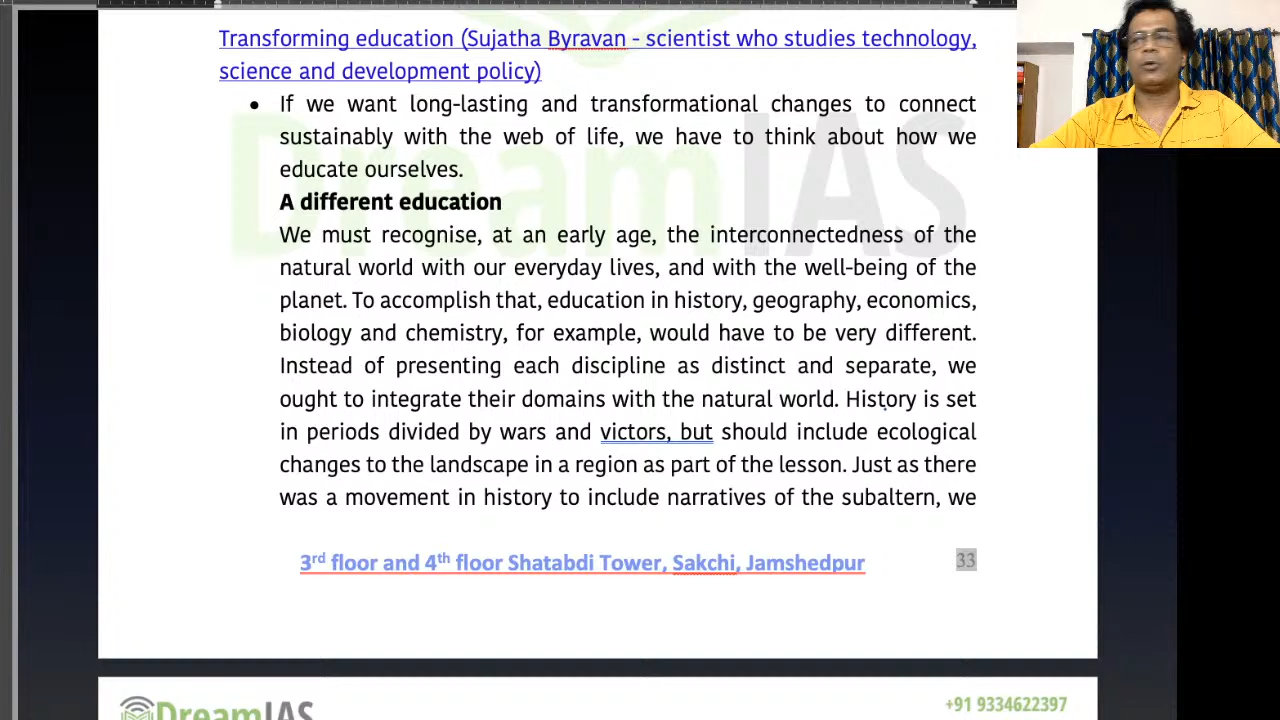 Transforming education (Sujatha Byravan - scientist who studies technology,
science and development policy)
• If we want long-lasting and transformational changes to connect
sustainably with the web of life, we have to think about how we
educate ourselves.
A different education
We must recognise, at an early age, the interconnectedness of the
natural world with our everyday lives, and with the well-being of the
planet. To accomplish that, education in history, geography, economics,
biology and chemistry, for example, would have to be very different.
Instead of presenting each discipline as distinct and separate, we
ought to integrate their domains with the natural world. History is set
in periods divided by wars and victors, but should include ecological
changes to the landscape in a region as part of the lesson. Just as there
was a movement in history to include narratives of the subaltern, we
DreamIAS
3rd floor and 4th floor Shatabdi Tower, Sakchi, Jamshedpur
33
DreamIAS
+91 9334622397